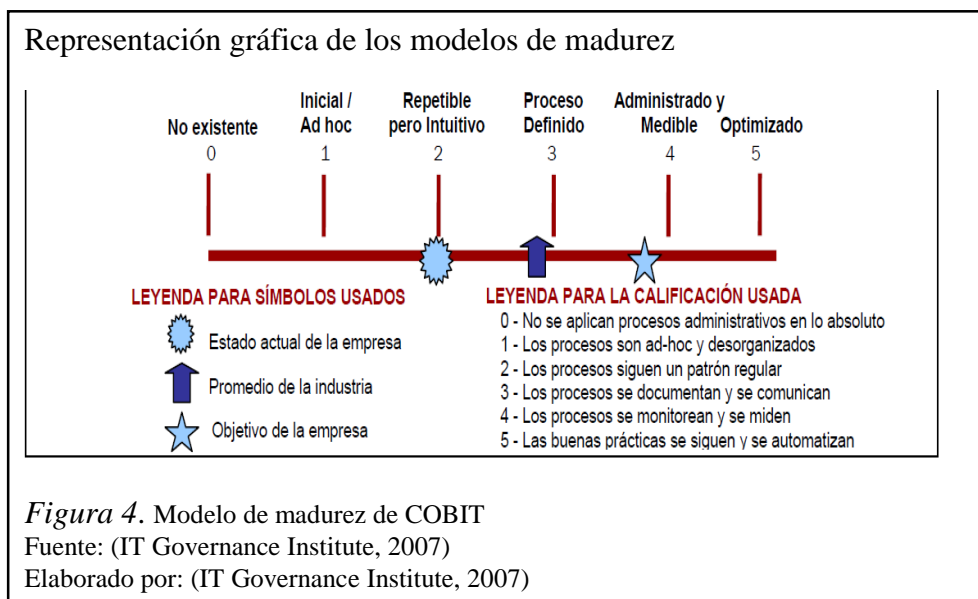 Representación gráfica de los modelos de madurez
No existente
0
Inicial /
Ad hoc
1
Repetible
pero Intuitivo
2
Proceso
Definido
3
Administrado y
Medible
4
Optimizado
5
LEYENDA PARA SÍMBOLOS USADOS
Estado actual de la empresa
Promedio de la industria
Objetivo de la empresa
LEYENDA PARA LA CALIFICACIÓN USADA
0 - No se aplican procesos administrativos en lo absoluto
1 - Los procesos son ad-hoc y desorganizados
2 - Los procesos siguen un patrón regular
3 - Los procesos se documentan y se comunican
4 - Los procesos se monitorean y se miden
5 - Las buenas prácticas se siguen y se automatizan
Figura 4. Modelo de madurez de COBIT
Fuente: (IT Governance Institute, 2007)
Elaborado por: (IT Governance Institute, 2007)